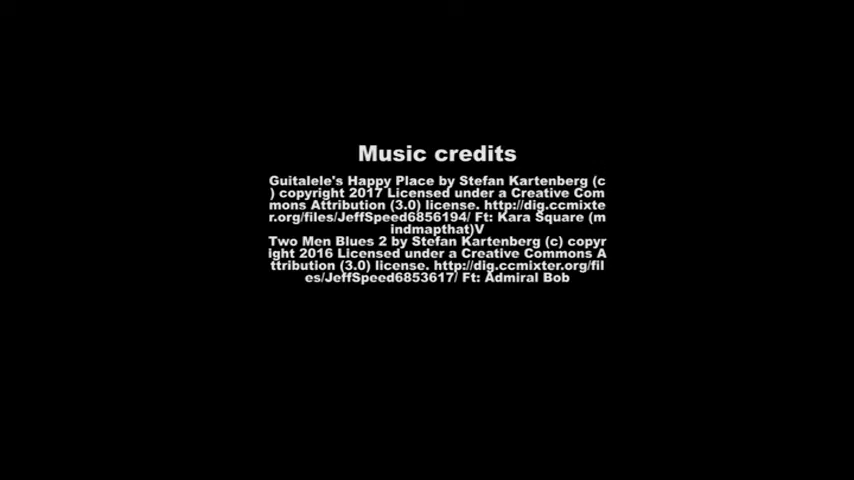 Music credits
Guitalele's Happy Place by Stefan Kartenberg (c
) copyright 2017 Licensed under a Creative Com
mons Attribution (3.0) license. http://dig.ccmixte
r.org/files/JeffSpeed6856194/ Ft: Kara Square (m
indmapthat)V
Two Men Blues 2 by Stefan Kartenberg (c) copyr
ight 2016 Licensed under a Creative Commons A
ttribution (3.0) license. http://dig.ccmixter.org/fil
es/JeffSpeed6853617/ Ft: Admiral Bob